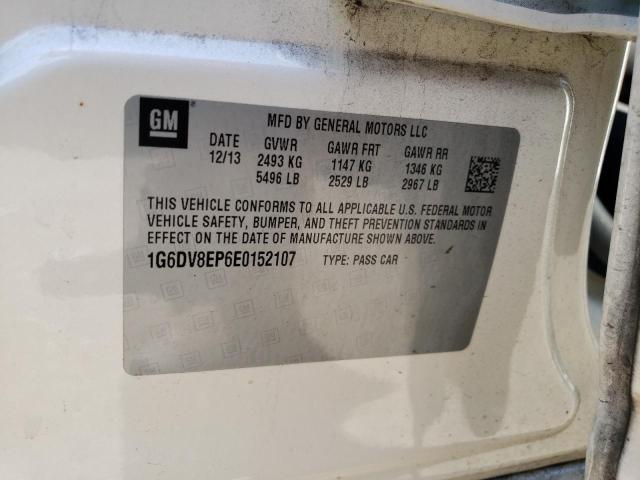 GM
MFD BY GENERAL MOTORS LLC
DATE GVWR GAWR FRT GAWR RR
12/13 2493 KG 1147 KG 1346 KG
5496 LB 2529 LB 2967 LB
THIS VEHICLE CONFORMS TO ALL APPLICABLE U.S. FEDERAL MOTOR
VEHICLE SAFETY, BUMPER, AND THEFT PREVENTION STANDARDS IN
EFFECT ON THE DATE OF MANUFACTURE SHOWN ABOVE.
1G6DV8EP6E0152107 TYPE: PASS CAR